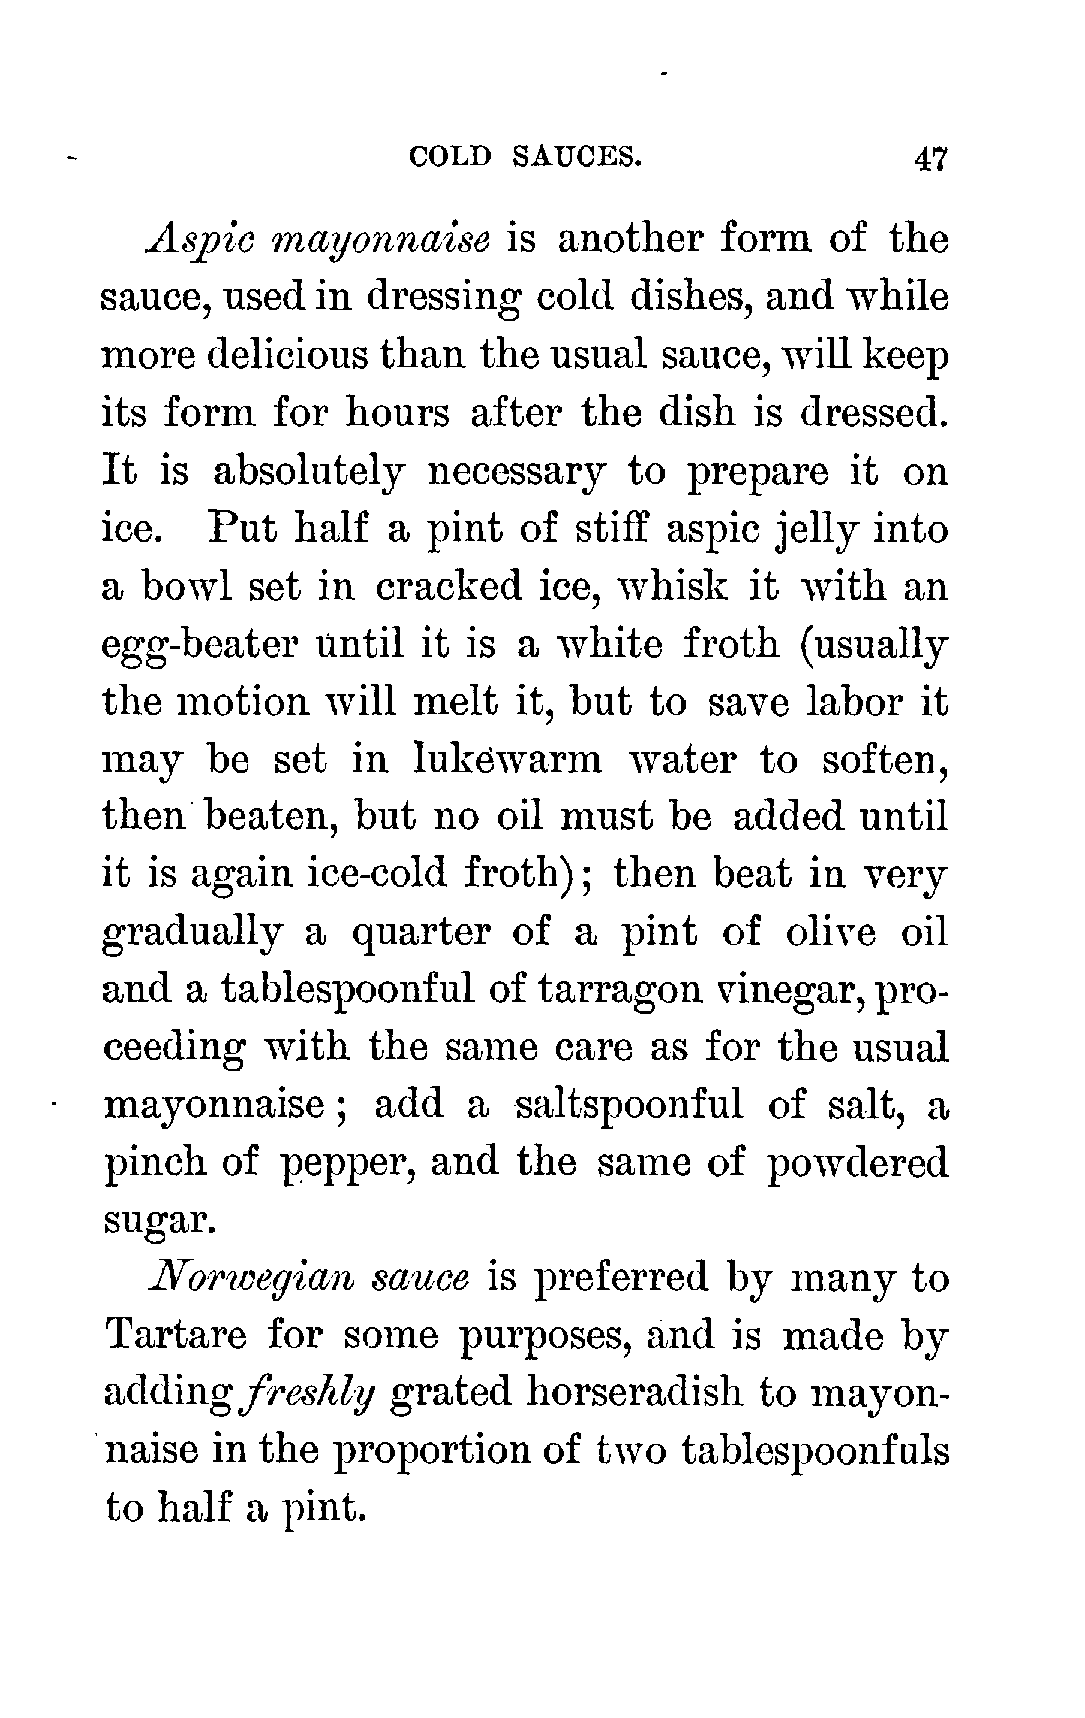 COLD SAUCES. 47
Aspic mayonnaise is another form of the
sauce, used in dressing cold dishes, and while
more delicious than the usual sauce, will keep
its form for hours after the dish is dressed.
It is absolutely necessary to prepare it on
ice. Put half a pint of stiff aspic jelly into
a bowl set in cracked ice, whisk it with an
egg-beater until it is a white froth (usually
the motion will melt it, but to save labor it
may be set in lukewarm water to soften,
then beaten, but no oil must be added until
it is again ice-cold froth); then beat in very
gradually a quarter of a pint of olive oil
and a tablespoonful of tarragon vinegar, pro-
ceeding with the same care as for the usual
mayonnaise; add a saltspoonful of salt, a
pinch of pepper, and the same of powdered
sugar.
Norwegian sauce is preferred by many to
Tartare for some purposes, and is made by
adding freshly grated horseradish to mayon-
naise in the proportion of two tablespoonfuls
to half a pint.